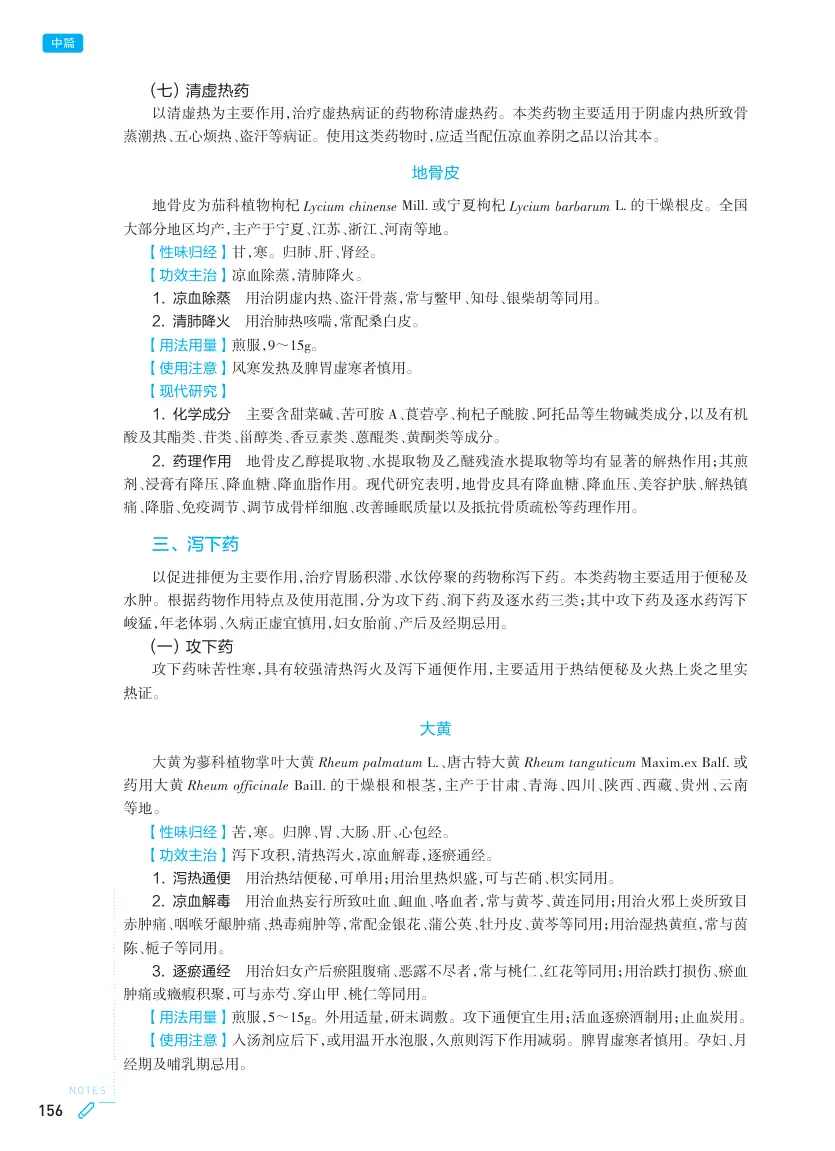 中篇
（七）清虚热药
以清虚热为主要作用，治疗虚热病证的药物称清虚热药。本类药物主要适用于阴虚内热所致骨
蒸潮热、五心烦热、盗汗等病证。使用这类药物时，应适当配伍凉血养阴之品以治其本。
地骨皮
地骨皮为茄科植物枸杞 Lycium chinense Mill. 或宁夏枸杞 Lycium barbarum L. 的干燥根皮。全国
大部分地区均产，主产于宁夏、江苏、浙江、河南等地。
【性味归经】甘，寒。归肺、肝、肾经。
【功效主治】凉血除蒸，清肺降火。
1. 凉血除蒸　用治阴虚内热、盗汗骨蒸，常与鳖甲、知母、银柴胡等同用。
2. 清肺降火　用治肺热咳喘，常配桑白皮。
【用法用量】煎服，9～15g。
【使用注意】风寒发热及脾胃虚寒者慎用。
【现代研究】
1. 化学成分　主要含甜菜碱、苦可胺 A、莨菪亭、枸杞子酰胺、阿托品等生物碱类成分，以及有机
酸及其酯类、苷类、甾醇类、香豆素类、蒽醌类、黄酮类等成分。
2. 药理作用　地骨皮乙醇提取物、水提取物及乙醚残渣水提取物等均有显著的解热作用；其煎
剂、浸膏有降压、降血糖、降血脂作用。现代研究表明，地骨皮具有降血糖、降血压、美容护肤、解热镇
痛、降脂、免疫调节、调节成骨样细胞、改善睡眠质量以及抵抗骨质疏松等药理作用。
三、泻下药
以促进排便为主要作用，治疗胃肠积滞、水饮停聚的药物称泻下药。本类药物主要适用于便秘及
水肿。根据药物作用特点及使用范围，分为攻下药、润下药及逐水药三类；其中攻下药及逐水药泻下
峻猛，年老体弱、久病正虚宜慎用，妇女胎前、产后及经期忌用。
（一）攻下药
攻下药味苦性寒，具有较强清热泻火及泻下通便作用，主要适用于热结便秘及火热上炎之里实
热证。
大黄
大黄为蓼科植物掌叶大黄 Rheum palmatum L.、唐古特大黄 Rheum tanguticum Maxim.ex Balf. 或
药用大黄 Rheum officinale Baill. 的干燥根和根茎，主产于甘肃、青海、四川、陕西、西藏、贵州、云南
等地。
【性味归经】苦，寒。归脾、胃、大肠、肝、心包经。
【功效主治】泻下攻积，清热泻火，凉血解毒，逐瘀通经。
1. 泻热通便　用治热结便秘，可单用；用治里热炽盛，可与芒硝、枳实同用。
2. 凉血解毒　用治血热妄行所致吐血、衄血、咯血者，常与黄芩、黄连同用；用治火邪上炎所致目
赤肿痛、咽喉牙龈肿痛、热毒痈肿等，常配金银花、蒲公英、牡丹皮、黄芩等同用；用治湿热黄疸，常与茵
陈、栀子等同用。
3. 逐瘀通经　用治妇女产后瘀阻腹痛、恶露不尽者，常与桃仁、红花等同用；用治跌打损伤、瘀血
肿痛或癥瘕积聚，可与赤芍、穿山甲、桃仁等同用。
【用法用量】煎服，5～15g。外用适量，研末调敷。攻下通便宜生用；活血逐瘀酒制用；止血炭用。
【使用注意】入汤剂应后下，或用温开水泡服，久煎则泻下作用减弱。脾胃虚寒者慎用。孕妇、月
经期及哺乳期忌用。
NOTES
156